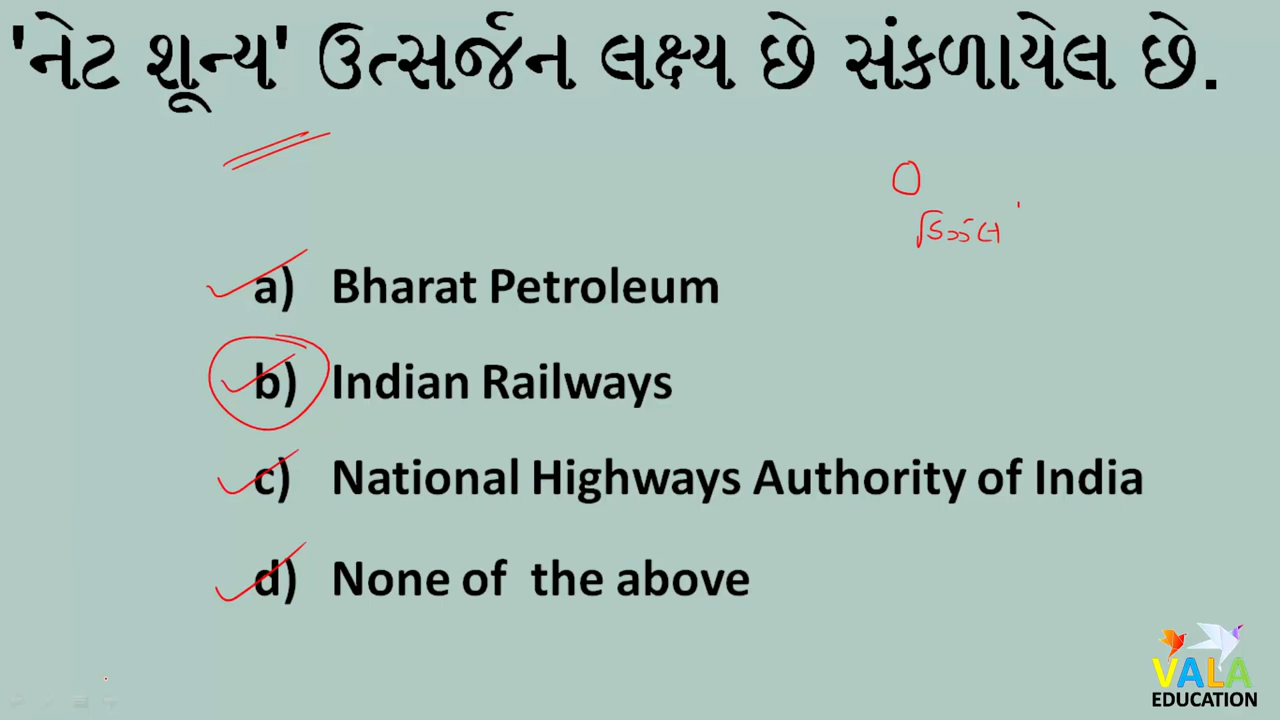 'નેટ શૂન્ય' ઉત્સર્જન લક્ષ્ય છે સંકળાયેલ છે.
0
a) Bharat Petroleum
b) Indian Railways
c) National Highways Authority of India
d) None of the above
VALA
EDUCATION